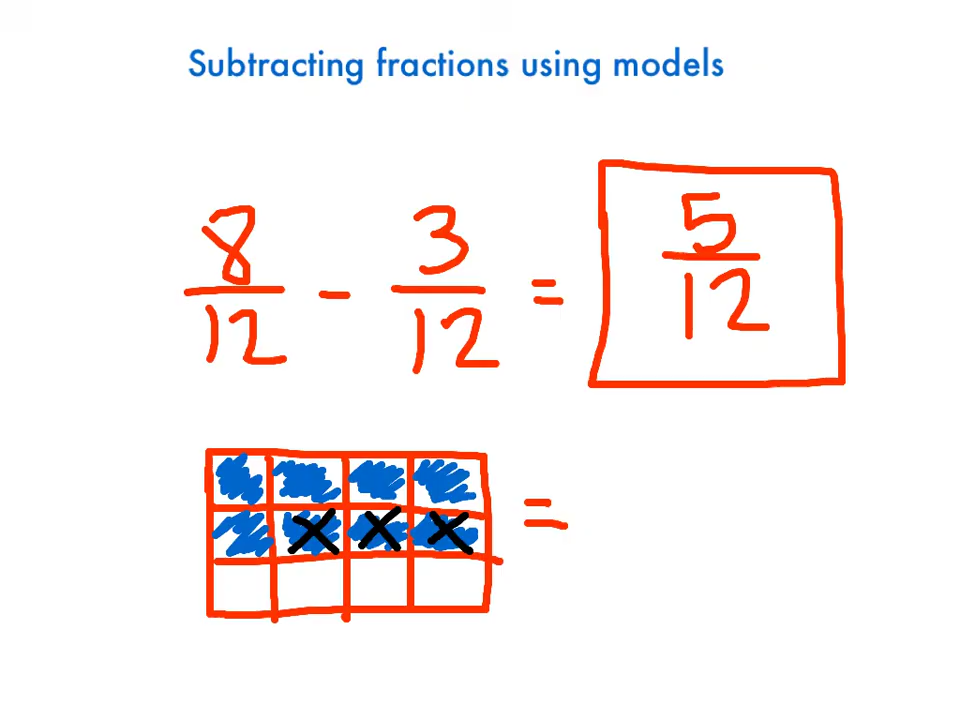 Subtracting fractions using models
8/12 - 3/12 = 5/12
X X X =